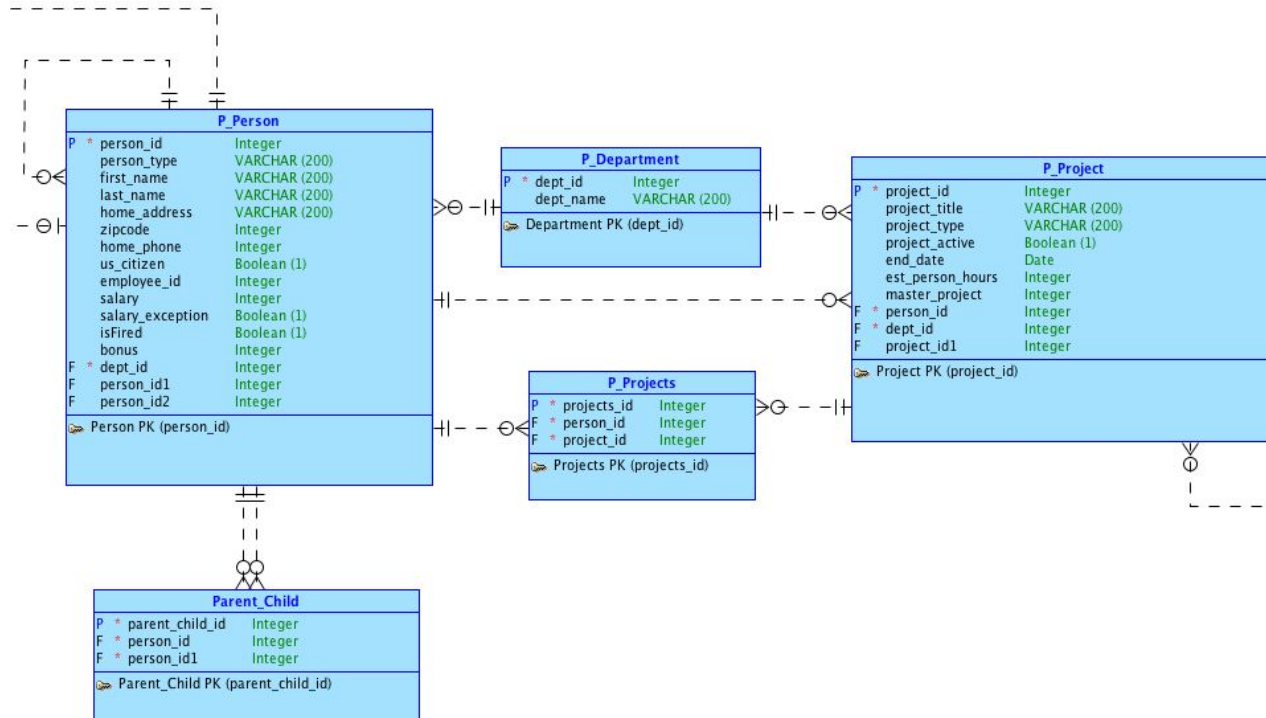 P_Person
P * person_id Integer
person_type VARCHAR (200)
first_name VARCHAR (200)
last_name VARCHAR (200)
home_address VARCHAR (200)
zipcode Integer
home_phone Integer
us_citizen Boolean (1)
employee_id Integer
salary Integer
salary_exception Boolean (1)
isFired Boolean (1)
bonus Integer
F * dept_id Integer
F person_id1 Integer
F person_id2 Integer
Person PK (person_id)
P_Department
P * dept_id Integer
dept_name VARCHAR (200)
Department PK (dept_id)
P_Project
P * project_id Integer
project_title VARCHAR (200)
project_type VARCHAR (200)
project_active Boolean (1)
end_date Date
est_person_hours Integer
master_project Integer
F * person_id Integer
F * dept_id Integer
F project_id1 Integer
Project PK (project_id)
P_Projects
P * projects_id Integer
F * person_id Integer
F * project_id Integer
Projects PK (projects_id)
Parent_Child
P * parent_child_id Integer
F * person_id Integer
F * person_id1 Integer
Parent_Child PK (parent_child_id)